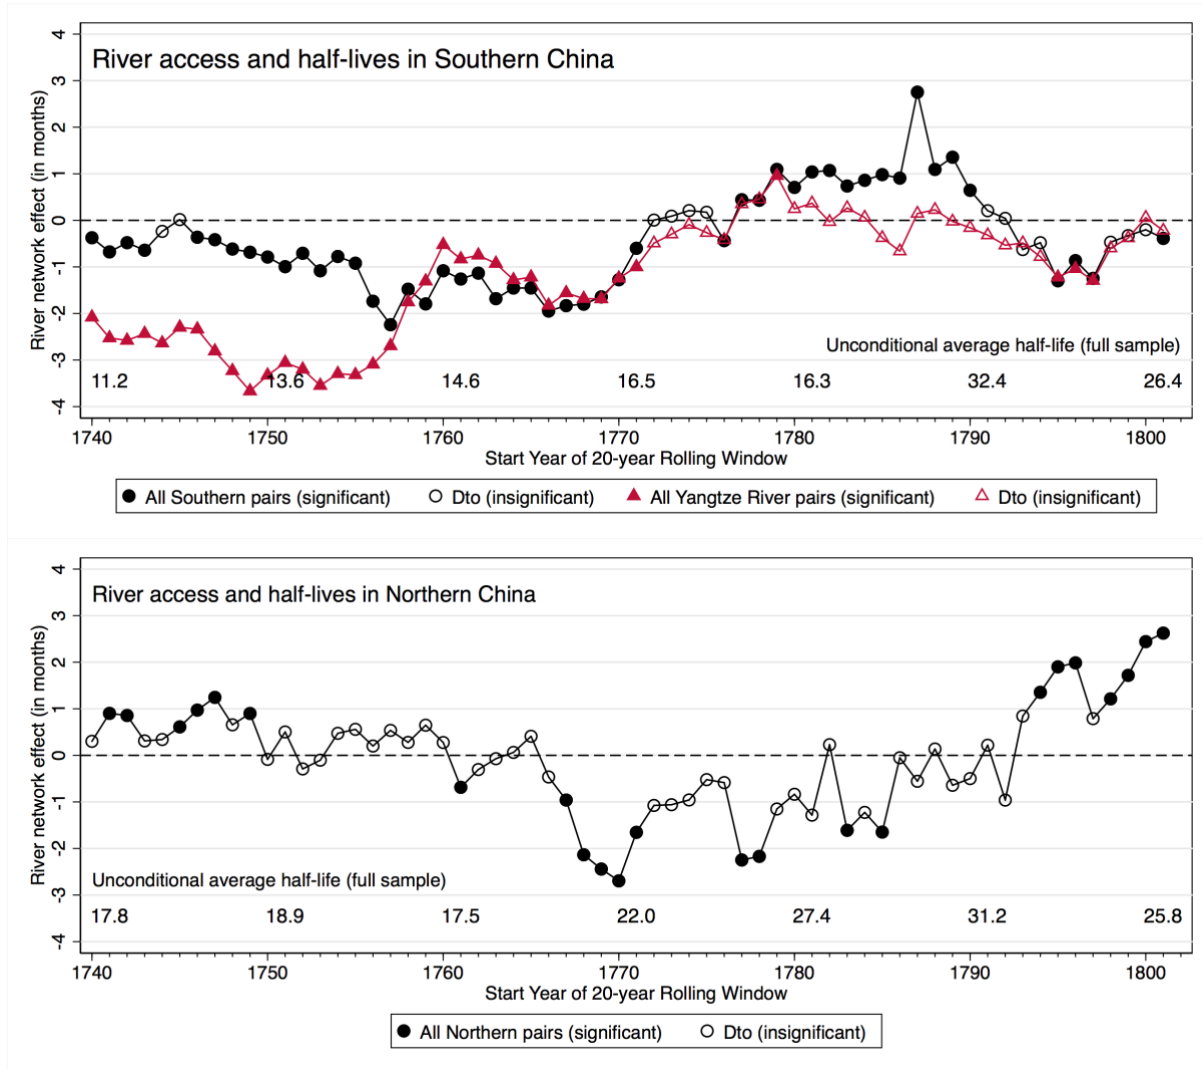 River access and half-lives in Southern China
River network effect (in months)
4
3
2
1
0
-1
-2
-3
-4
Unconditional average half-life (full sample)
11.2 13.6 14.6 16.5 16.3 32.4 26.4
1740 1750 1760 1770 1780 1790 1800
Start Year of 20-year Rolling Window
All Southern pairs (significant) Dto (insignificant) All Yangtze River pairs (significant) Dto (insignificant)
River access and half-lives in Northern China
River network effect (in months)
4
3
2
1
0
-1
-2
-3
-4
Unconditional average half-life (full sample)
17.8 18.9 17.5 22.0 27.4 31.2 25.8
1740 1750 1760 1770 1780 1790 1800
Start Year of 20-year Rolling Window
All Northern pairs (significant) Dto (insignificant)